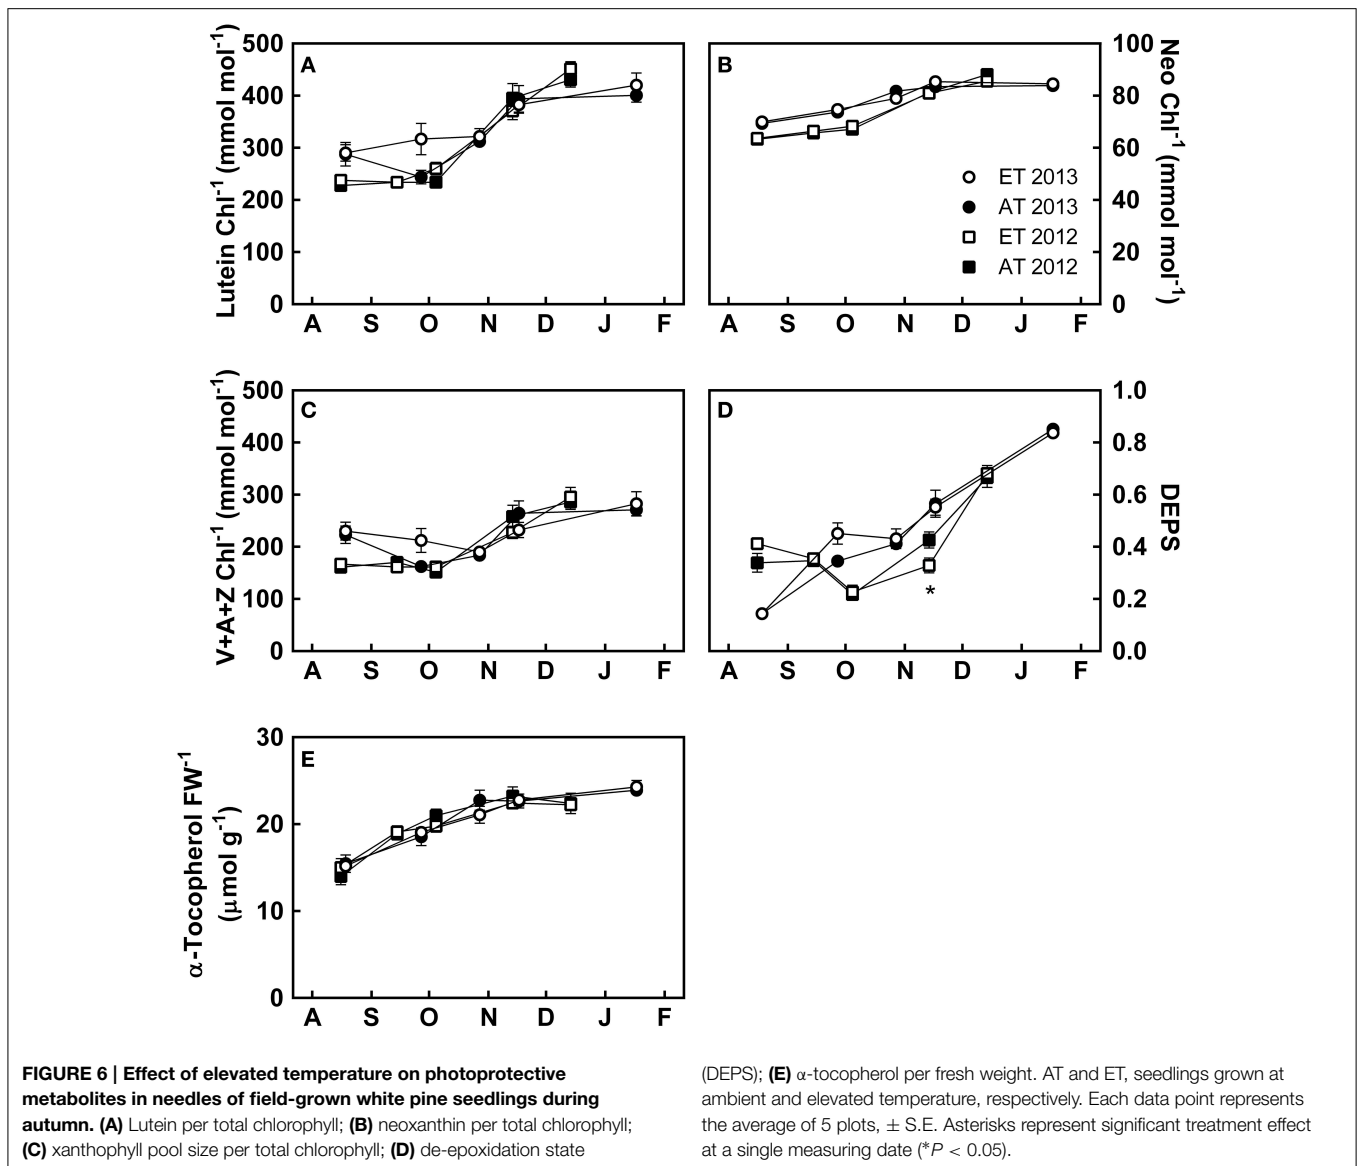 500
400
300
200
100
0
Lutein Chl⁻¹ (mmol mol⁻¹)
A
A S O N D J F
B
100
80
60
40
20
0
Neo Chl⁻¹ (mmol mol⁻¹)
ET 2013
AT 2013
ET 2012
AT 2012
A S O N D J F
500
400
300
200
100
0
V+A+Z Chl⁻¹ (mmol mol⁻¹)
C
A S O N D J F
D
1.0
0.8
0.6
0.4
0.2
0.0
DEPS
*
A S O N D J F
30
20
10
0
α-Tocopherol FW⁻¹
(μmol g⁻¹)
E
A S O N D J F
FIGURE 6 | Effect of elevated temperature on photoprotective
metabolites in needles of field-grown white pine seedlings during
autumn. (A) Lutein per total chlorophyll; (B) neoxanthin per total chlorophyll;
(C) xanthophyll pool size per total chlorophyll; (D) de-epoxidation state
(DEPS); (E) α-tocopherol per fresh weight. AT and ET, seedlings grown at
ambient and elevated temperature, respectively. Each data point represents
the average of 5 plots, ± S.E. Asterisks represent significant treatment effect
at a single measuring date (*P < 0.05).